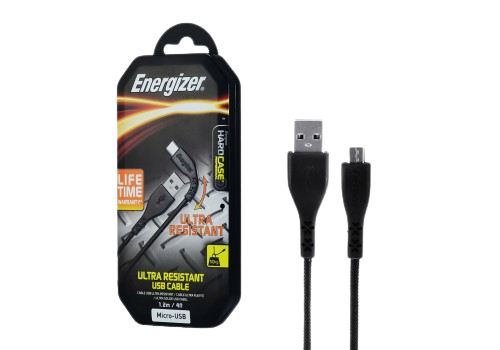 Energizer
HARDCASE
LIFE
TIME
WARRANTY
ULTRA
RESISTANT
ULTRA RESISTANT
USB CABLE
1.2m / 4ft
Micro-USB